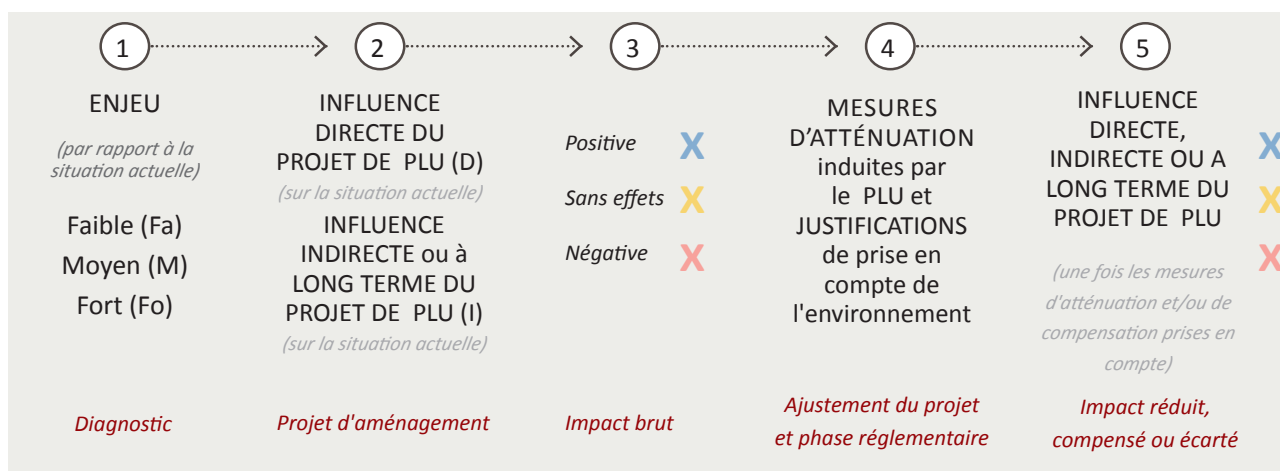 1
ENJEU
(par rapport à la
situation actuelle)
Faible (Fa)
Moyen (M)
Fort (Fo)
Diagnostic
2
INFLUENCE
DIRECTE DU
PROJET DE PLU (D)
(sur la situation actuelle)
INFLUENCE
INDIRECTE ou à
LONG TERME DU
PROJET DE PLU (I)
(sur la situation actuelle)
Projet d'aménagement
3
Positive X
Sans effets X
Négative X
Impact brut
4
MESURES
D'ATTÉNUATION
induites par
le PLU et
JUSTIFICATIONS
de prise en
compte de
l'environnement
Ajustement du projet
et phase réglementaire
5
INFLUENCE
DIRECTE,
INDIRECTE OU A
LONG TERME DU
PROJET DE PLU
X
X
X
(une fois les mesures
d'atténuation et/ou de
compensation prises en
compte)
Impact réduit,
compensé ou écarté